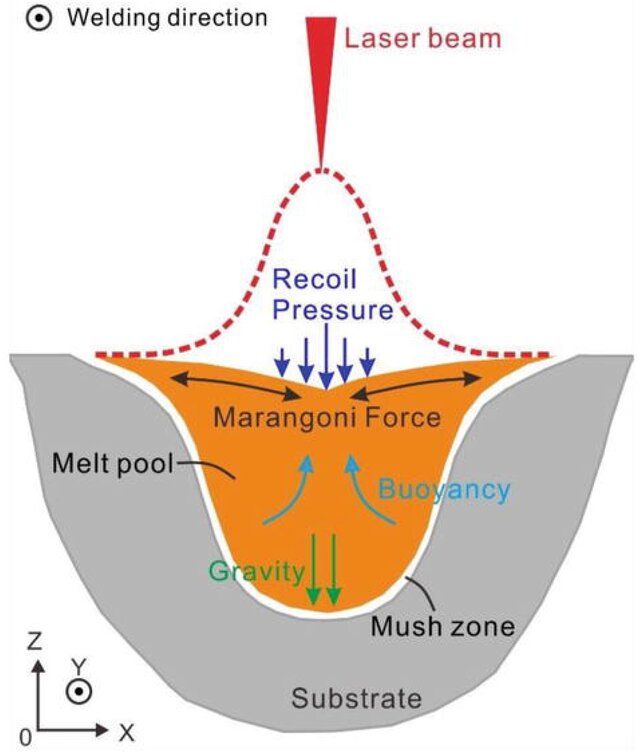 Welding direction
Laser beam
Recoil
Pressure
Marangoni Force
Melt pool
Buoyancy
Gravity
Mush zone
Z
Y
0
X
Substrate